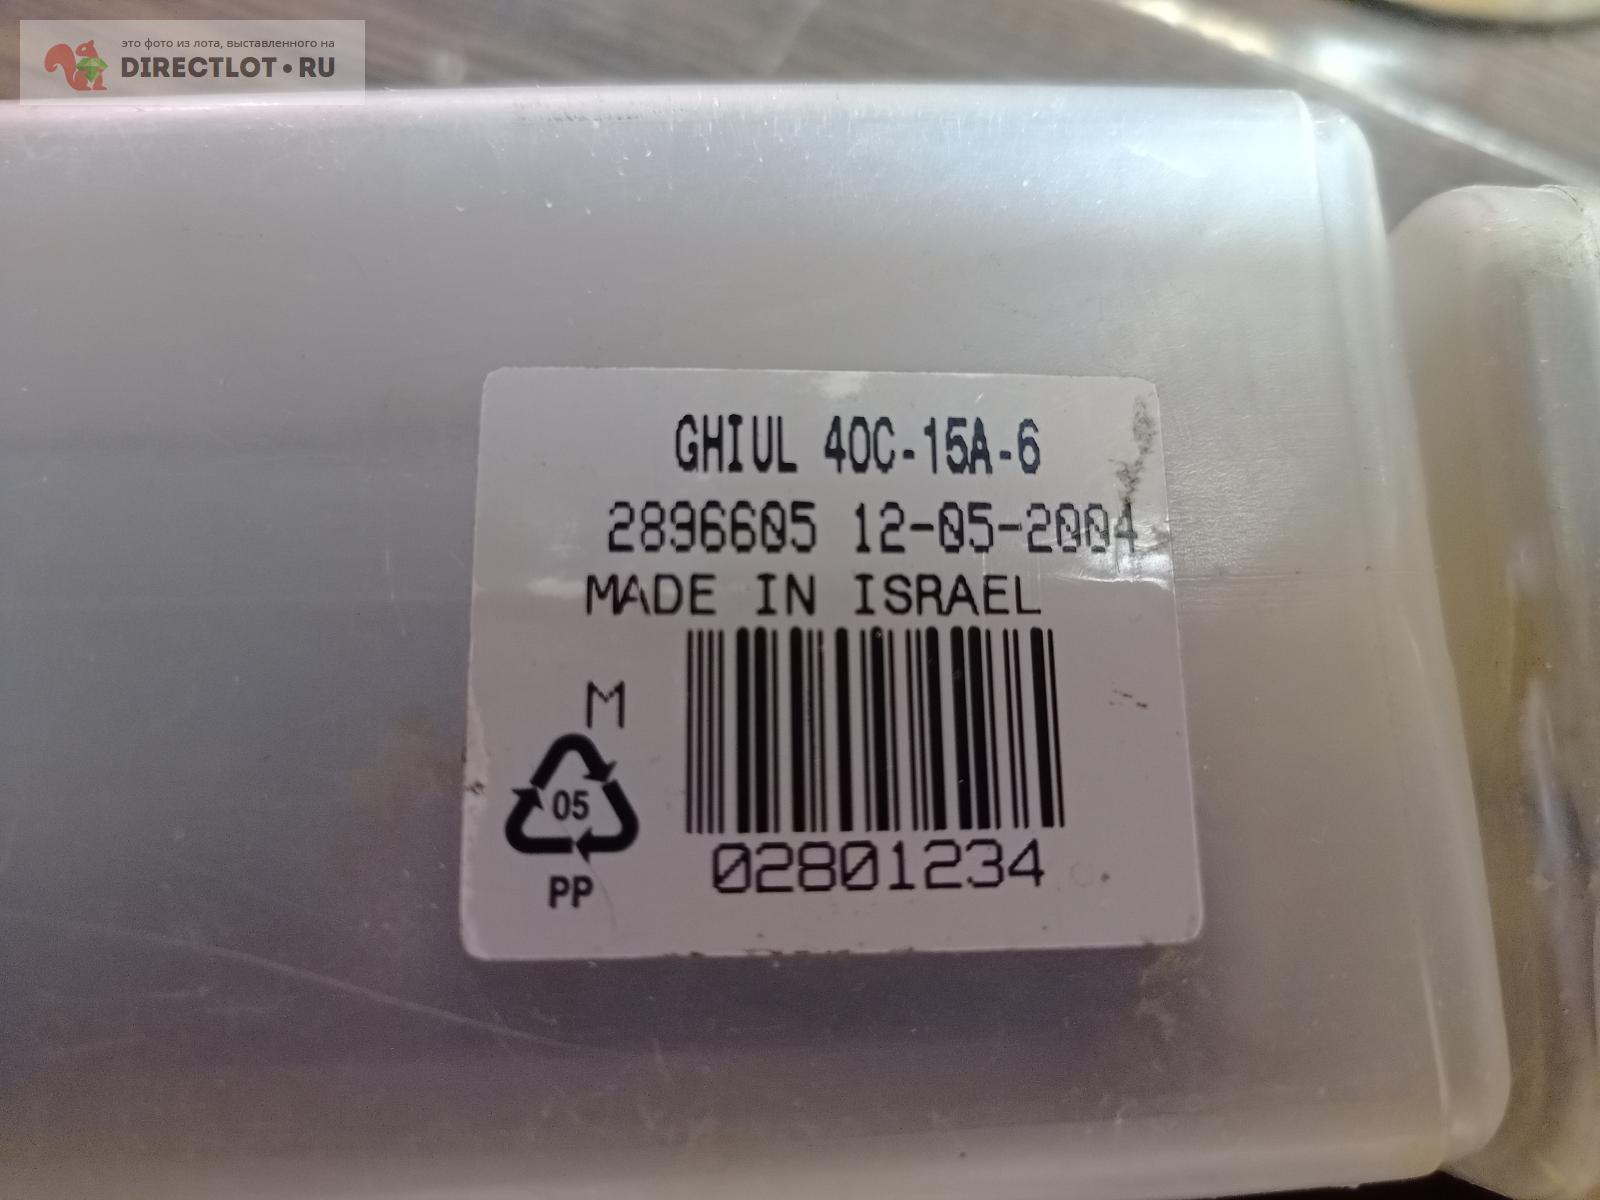 это фото из лота, выставленного на
DIRECTLOT•RU
GHIUL 40C-15A-6
2896605 12-05-2004
MADE IN ISRAEL
M
05
PP
02801234